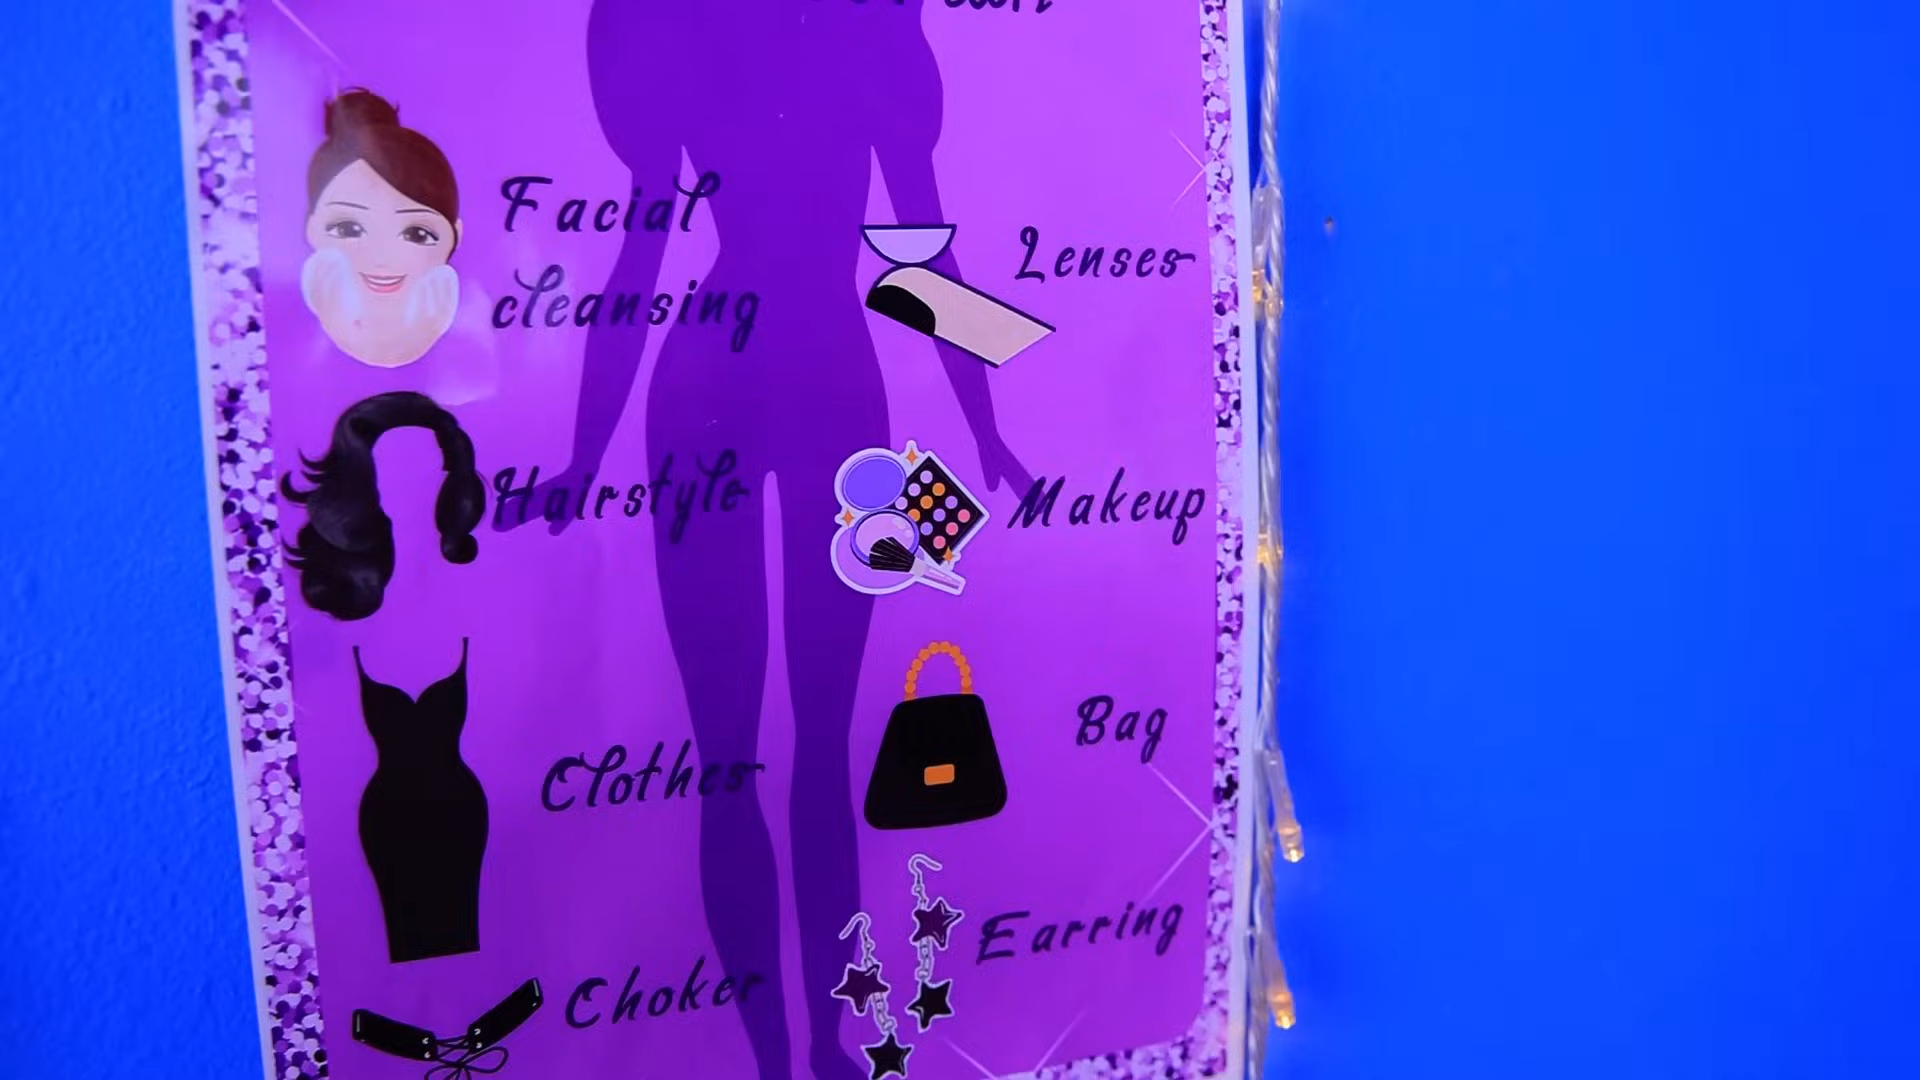 Facial
cleansing
Lenses
Hairstyle
Makeup
Clothes
Bag
Choker
Earring